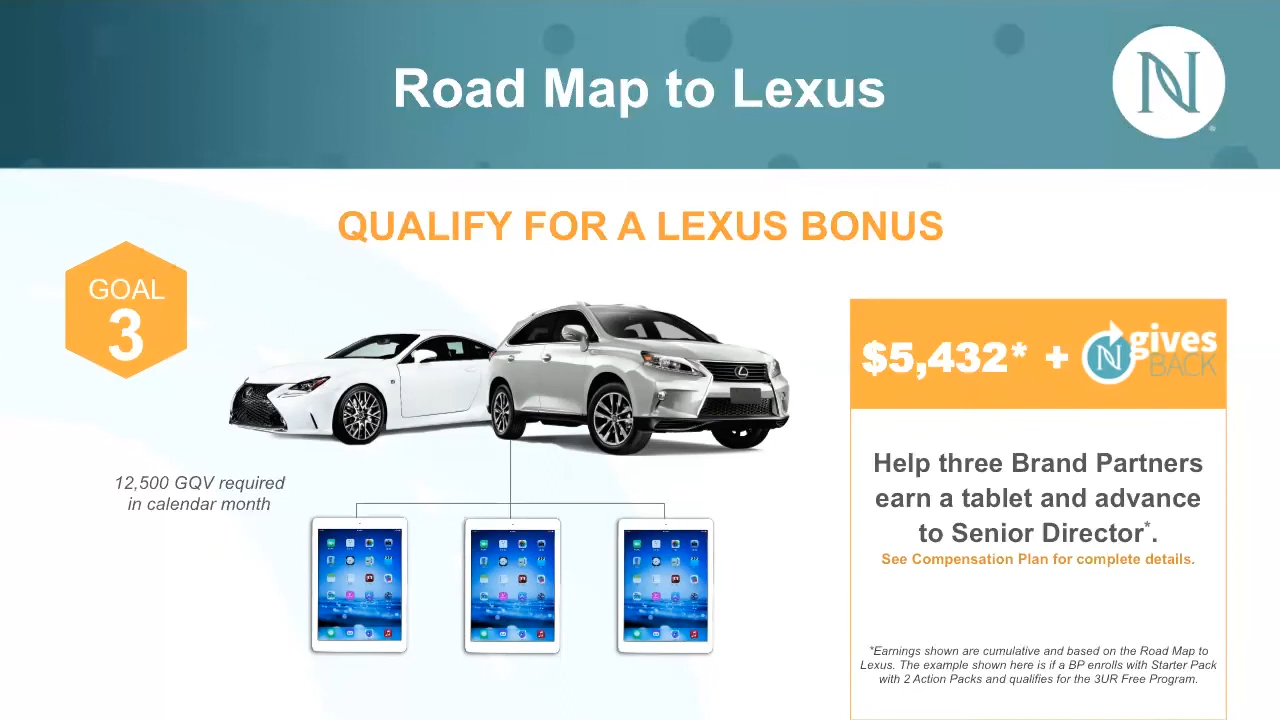 Road Map to Lexus
N
QUALIFY FOR A LEXUS BONUS
GOAL
3
$5,432* + N gives
BACK
12,500 GQV required
in calendar month
Help three Brand Partners
earn a tablet and advance
to Senior Director*.
See Compensation Plan for complete details.
*Earnings shown are cumulative and based on the Road Map to
Lexus. The example shown here is if a BP enrolls with Starter Pack
with 2 Action Packs and qualifies for the 3UR Free Program.